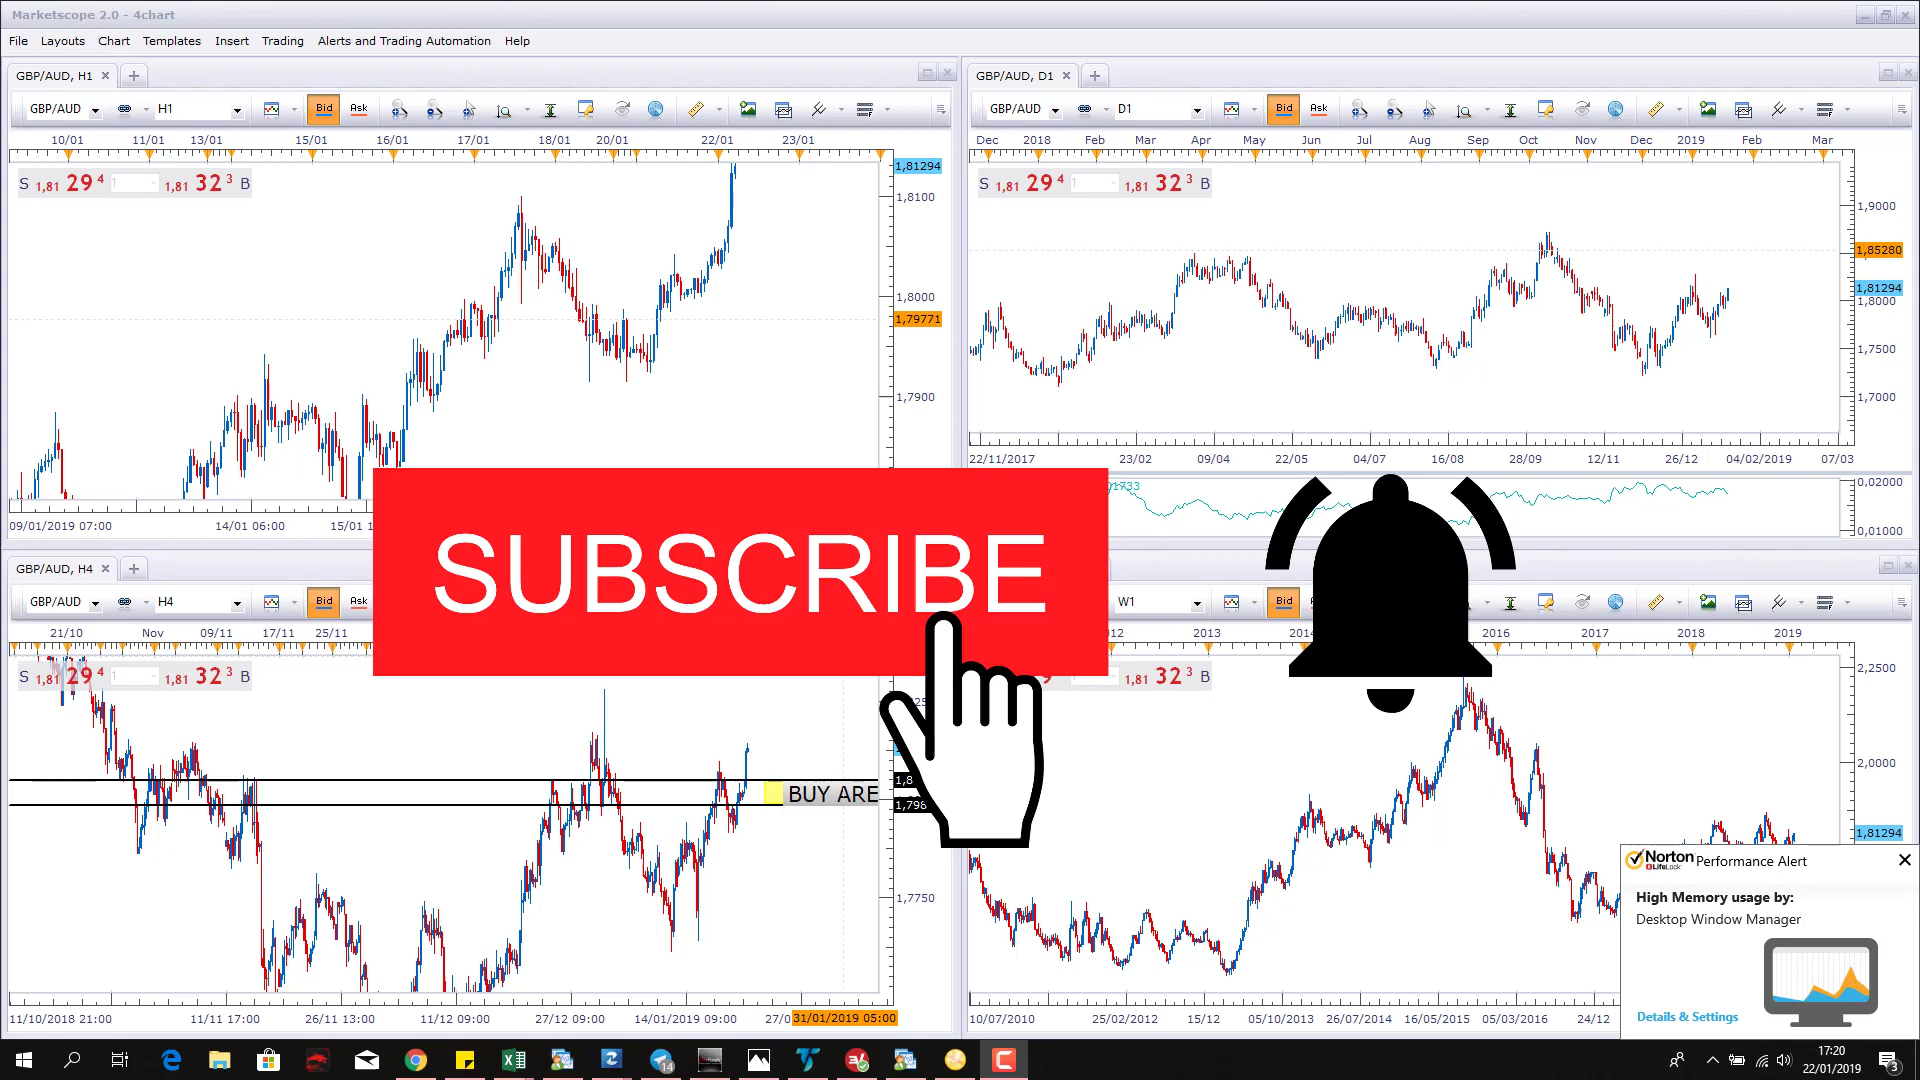 Marketscope 2.0 - 4chart
File Layouts Chart Templates Insert Trading Alerts and Trading Automation Help
GBP/AUD, H1
GBP/AUD H1 Bid Ask
10/01 11/01 13/01 15/01 16/01 17/01 18/01 20/01 22/01 23/01
S 1,81 29 4 1 1,81 32 3 B
1,81294
1,8100
1,8000
1,79771
1,7900
09/01/2019 07:00 14/01 06:00 15/01
GBP/AUD, D1
GBP/AUD D1 Bid Ask
Dec 2018 Feb Mar Apr May Jun Jul Aug Sep Oct Nov Dec 2019 Feb Mar
S 1,81 29 4 1 1,81 32 3 B
1,9000
1,85280
1,81294
1,8000
1,7500
1,7000
22/11/2017 23/02 09/04 22/05 04/07 16/08 28/09 12/11 26/12 04/02/2019 07/03
0,02000
0,01000
SUBSCRIBE
GBP/AUD, H4
GBP/AUD H4 Bid Ask
21/10 Nov 09/11 17/11 25/11
S 1,81 29 4 1 1,81 32 3 B
BUY ARE
1,7750
11/10/2018 21:00 11/11 17:00 26/11 13:00 11/12 09:00 27/12 09:00 14/01/2019 09:00 27/0 31/01/2019 05:00
W1 Bid
2013 2016 2017 2018 2019
1,81 32 3 B
2,2500
2,0000
1,81294
10/07/2010 25/02/2012 15/12 05/10/2013 26/07/2014 16/05/2015 05/03/2016 24/12
Norton Performance Alert
LifeLock
High Memory usage by:
Desktop Window Manager
Details & Settings
14
17:20
22/01/2019
3